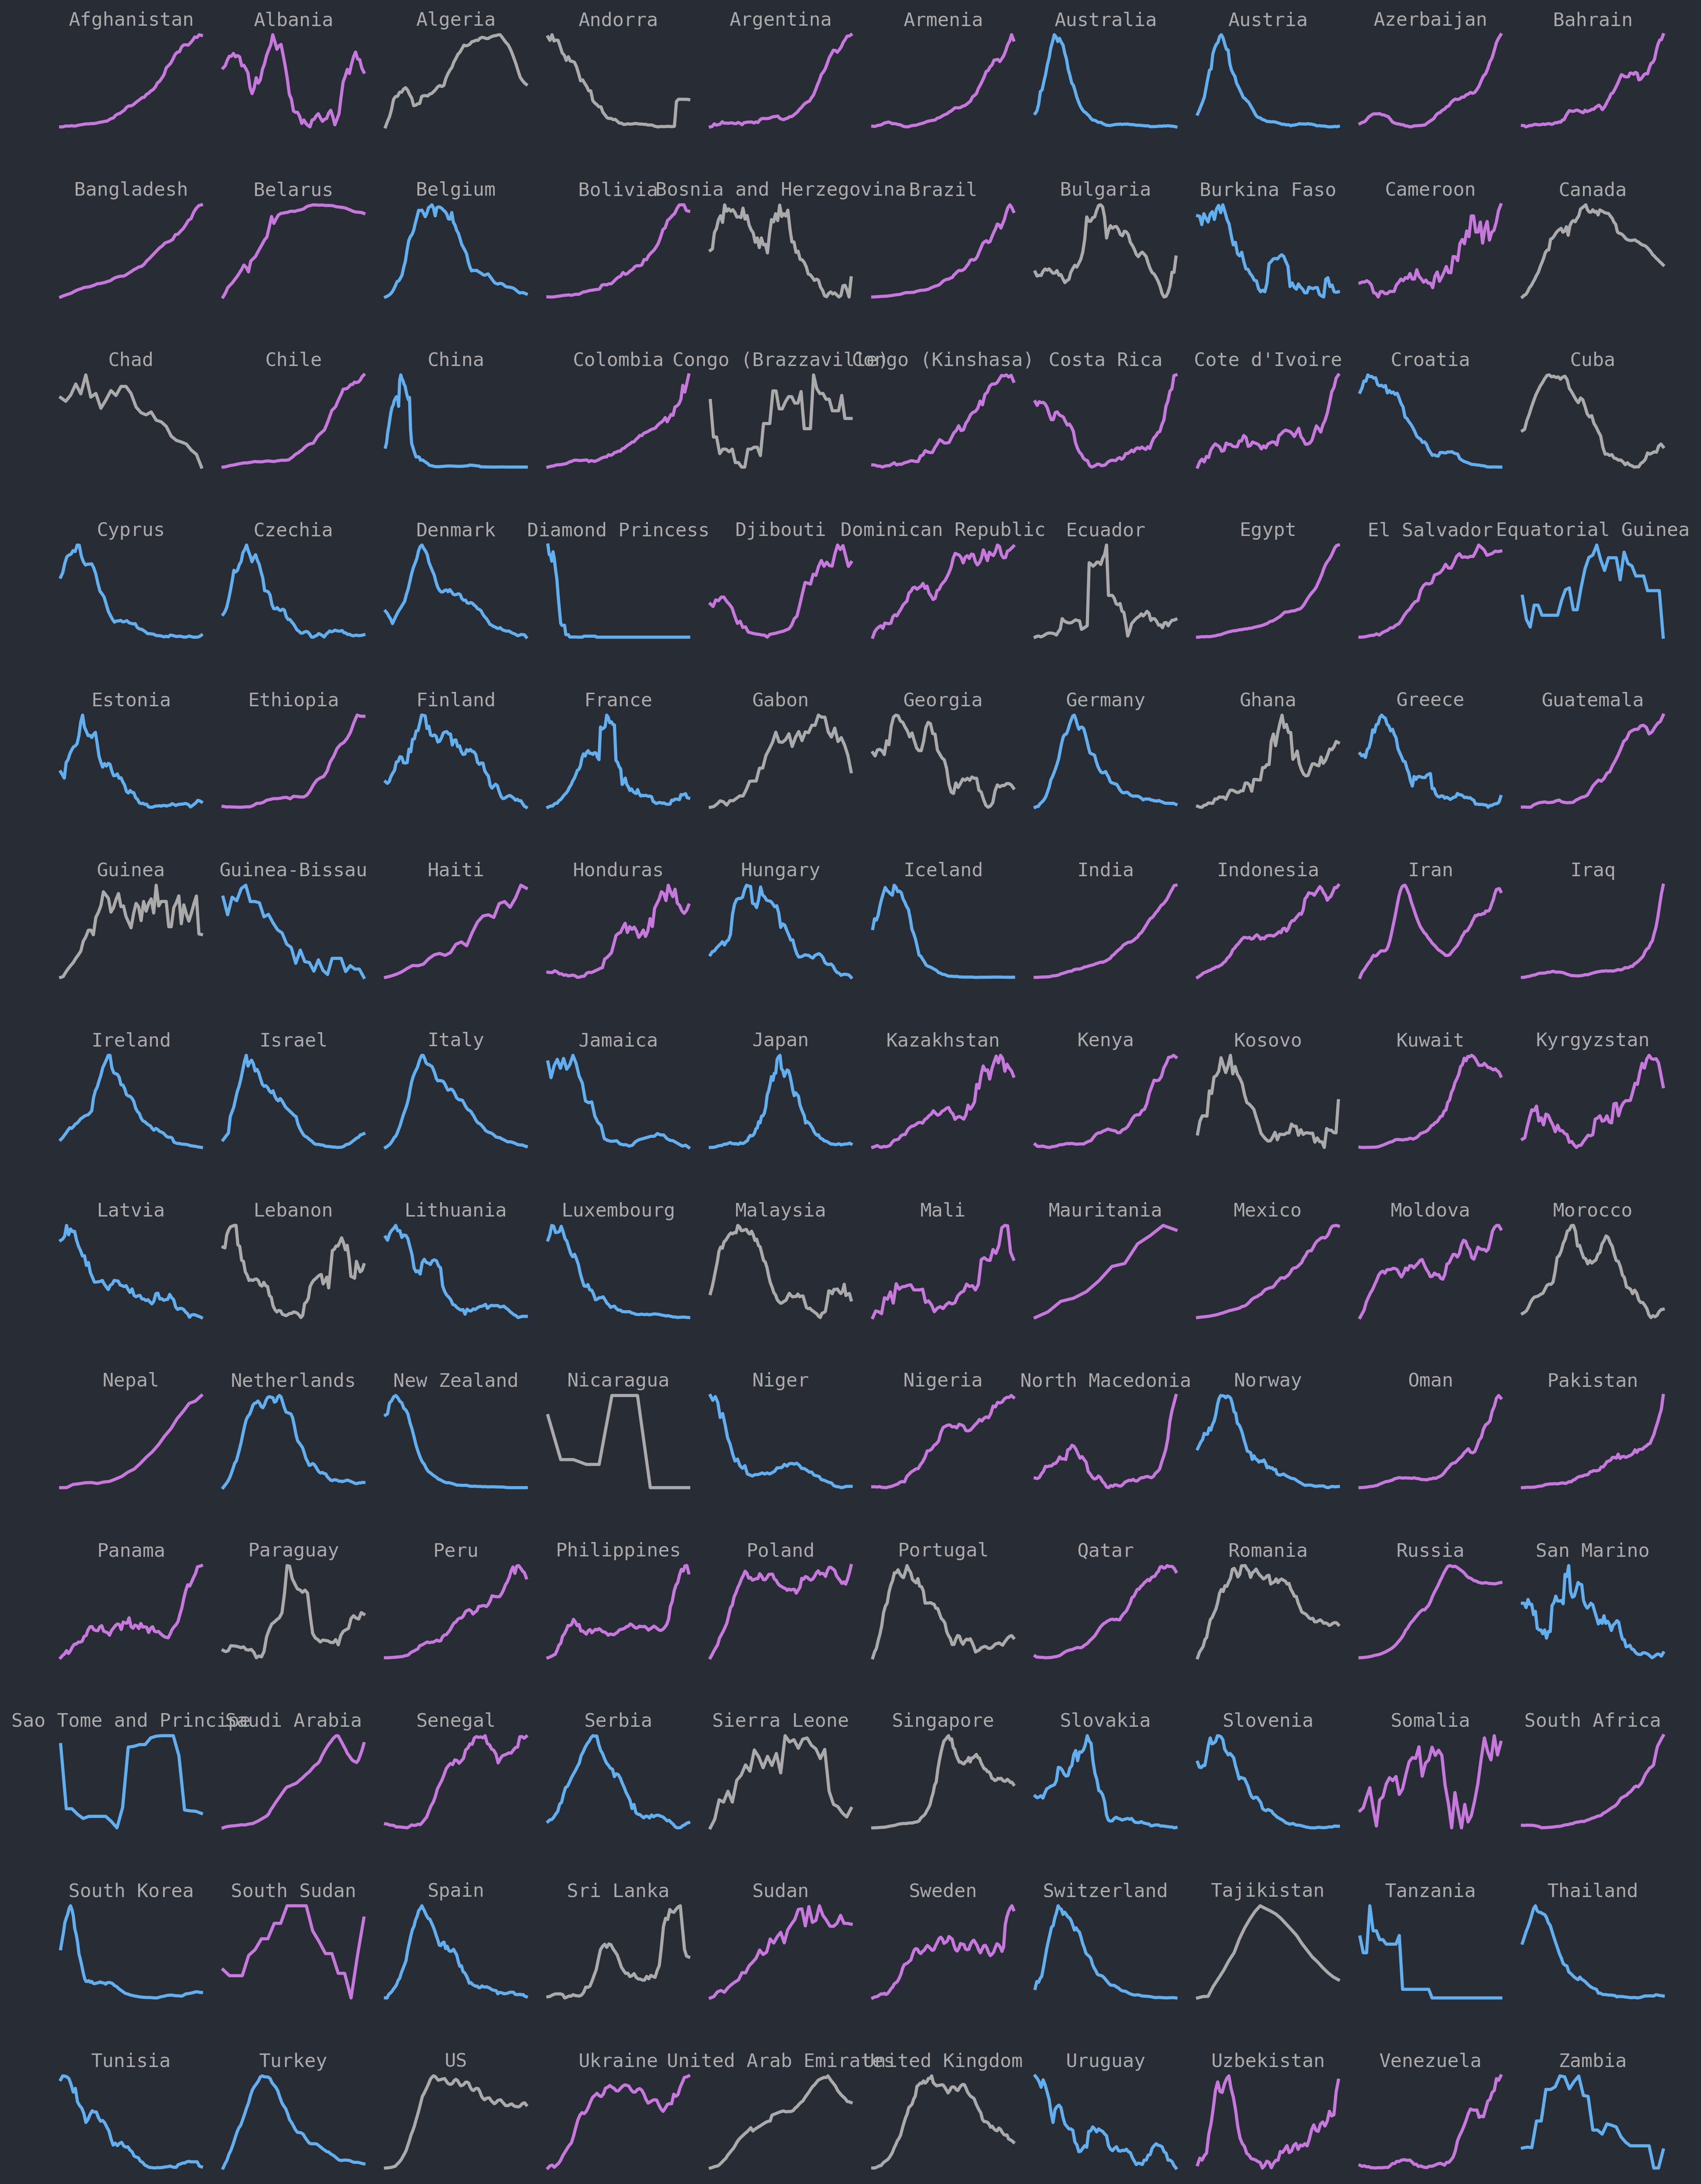 Afghanistan Albania Algeria Andorra Argentina Armenia Australia Austria Azerbaijan Bahrain
Bangladesh Belarus Belgium Bolivia Bosnia and Herzegovina Brazil Bulgaria Burkina Faso Cameroon Canada
Chad Chile China Colombia Congo (Brazzaville) Congo (Kinshasa) Costa Rica Cote d'Ivoire Croatia Cuba
Cyprus Czechia Denmark Diamond Princess Djibouti Dominican Republic Ecuador Egypt El Salvador Equatorial Guinea
Estonia Ethiopia Finland France Gabon Georgia Germany Ghana Greece Guatemala
Guinea Guinea-Bissau Haiti Honduras Hungary Iceland India Indonesia Iran Iraq
Ireland Israel Italy Jamaica Japan Kazakhstan Kenya Kosovo Kuwait Kyrgyzstan
Latvia Lebanon Lithuania Luxembourg Malaysia Mali Mauritania Mexico Moldova Morocco
Nepal Netherlands New Zealand Nicaragua Niger Nigeria North Macedonia Norway Oman Pakistan
Panama Paraguay Peru Philippines Poland Portugal Qatar Romania Russia San Marino
Sao Tome and Principe Saudi Arabia Senegal Serbia Sierra Leone Singapore Slovakia Slovenia Somalia South Africa
South Korea South Sudan Spain Sri Lanka Sudan Sweden Switzerland Tajikistan Tanzania Thailand
Tunisia Turkey US Ukraine United Arab Emirates United Kingdom Uruguay Uzbekistan Venezuela Zambia